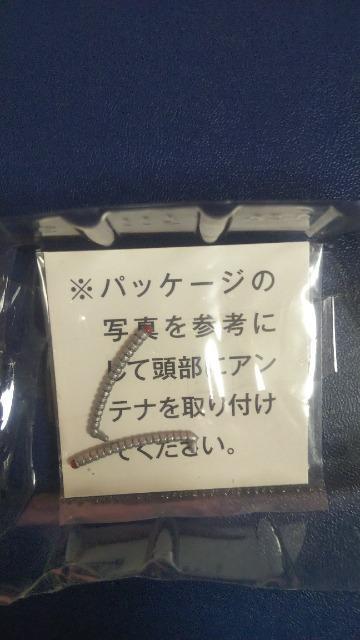 ※パッケージの
写真を参考に
して頭部にアン
テナを取り付け
てください。